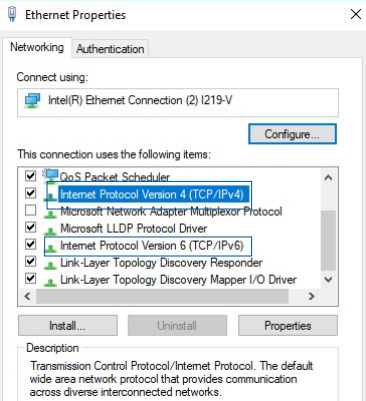 Ethernet Properties
Networking
Authentication
Connect using:
Intel(R) Ethernet Connection (2) I219-V
Configure...
This connection uses the following items:
QoS Packet Scheduler
Internet Protocol Version 4 (TCP/IPv4)
Microsoft Network Adapter Multiplexor Protocol
Microsoft LLDP Protocol Driver
Internet Protocol Version 6 (TCP/IPv6)
Link-Layer Topology Discovery Responder
Link-Layer Topology Discovery Mapper I/O Driver
Install...
Uninstall
Properties
Description
Transmission Control Protocol/Internet Protocol. The default
wide area network protocol that provides communication
across diverse interconnected networks.